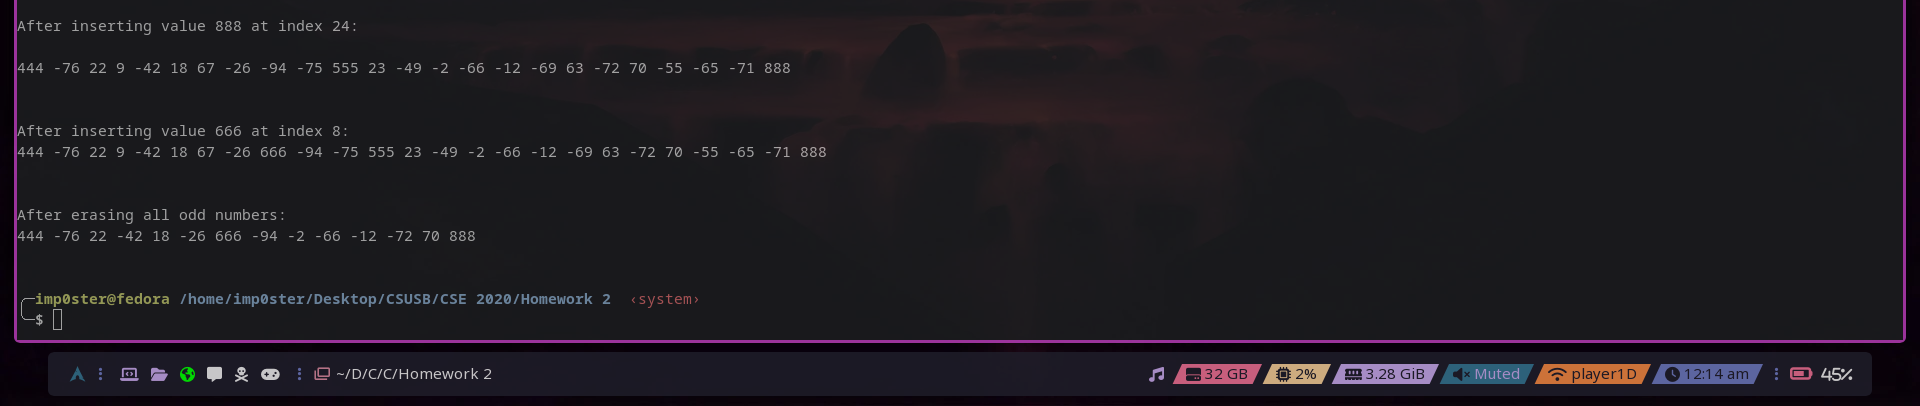 After inserting value 888 at index 24:
444 -76 22 9 -42 18 67 -26 -94 -75 555 23 -49 -2 -66 -12 -69 63 -72 70 -55 -65 -71 888
After inserting value 666 at index 8:
444 -76 22 9 -42 18 67 -26 666 -94 -75 555 23 -49 -2 -66 -12 -69 63 -72 70 -55 -65 -71 888
After erasing all odd numbers:
444 -76 22 -42 18 -26 666 -94 -2 -66 -12 -72 70 888
imp0ster@fedora /home/imp0ster/Desktop/CSUSB/CSE 2020/Homework 2 ‹system›
$
~/D/C/C/Homework 2 32 GB 2% 3.28 GiB Muted player1D 12:14 am 45%